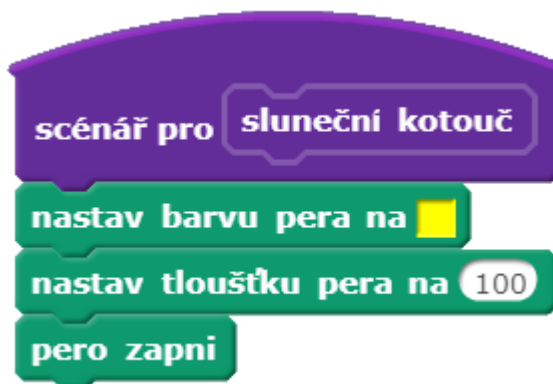 scénář pro sluneční kotouč
nastav barvu pera na
nastav tloušťku pera na 100
pero zapni